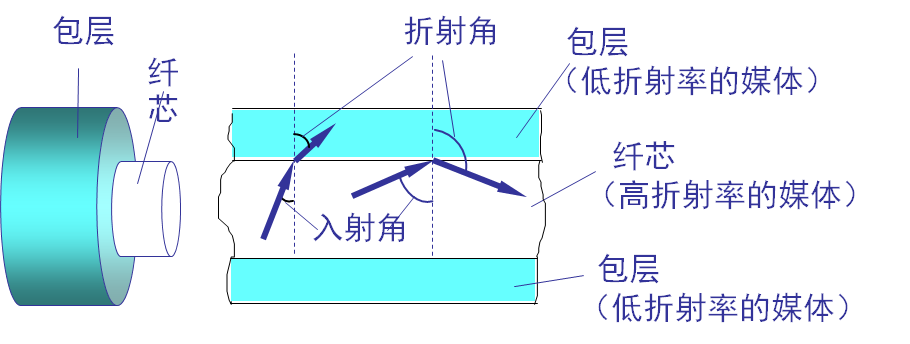 包层
纤
芯
折射角
包层
（低折射率的媒体）
纤芯
（高折射率的媒体）
入射角
包层
（低折射率的媒体）